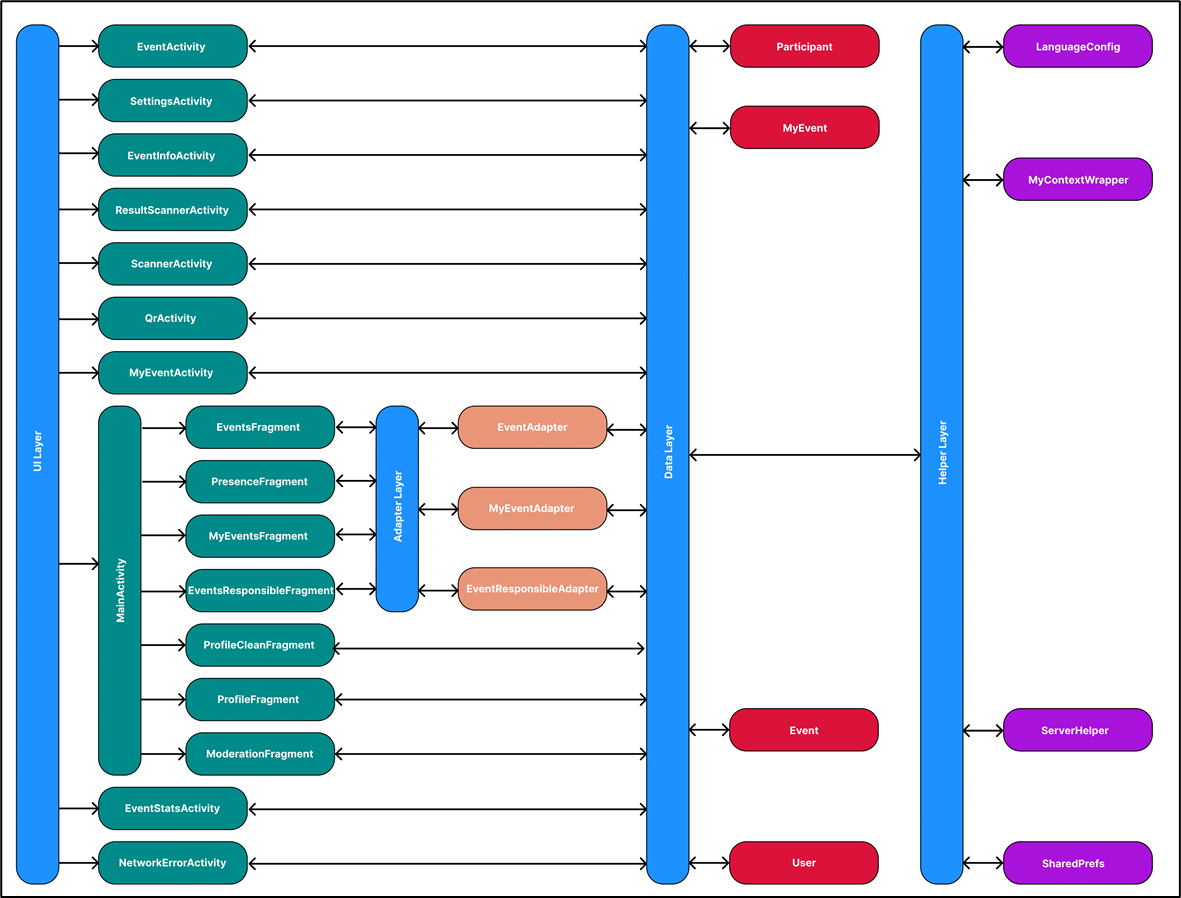 EventActivity
Participant
LanguageConfig
SettingsActivity
MyEvent
EventInfoActivity
MyContextWrapper
ResultScannerActivity
ScannerActivity
QrActivity
MyEventActivity
EventsFragment
EventAdapter
UI Layer
Data Layer
Helper Layer
PresenceFragment
Adapter Layer
MyEventAdapter
MyEventsFragment
MainActivity
EventsResponsibleFragment
EventResponsibleAdapter
ProfileCleanFragment
ProfileFragment
Event
ServerHelper
ModerationFragment
EventStatsActivity
NetworkErrorActivity
User
SharedPrefs